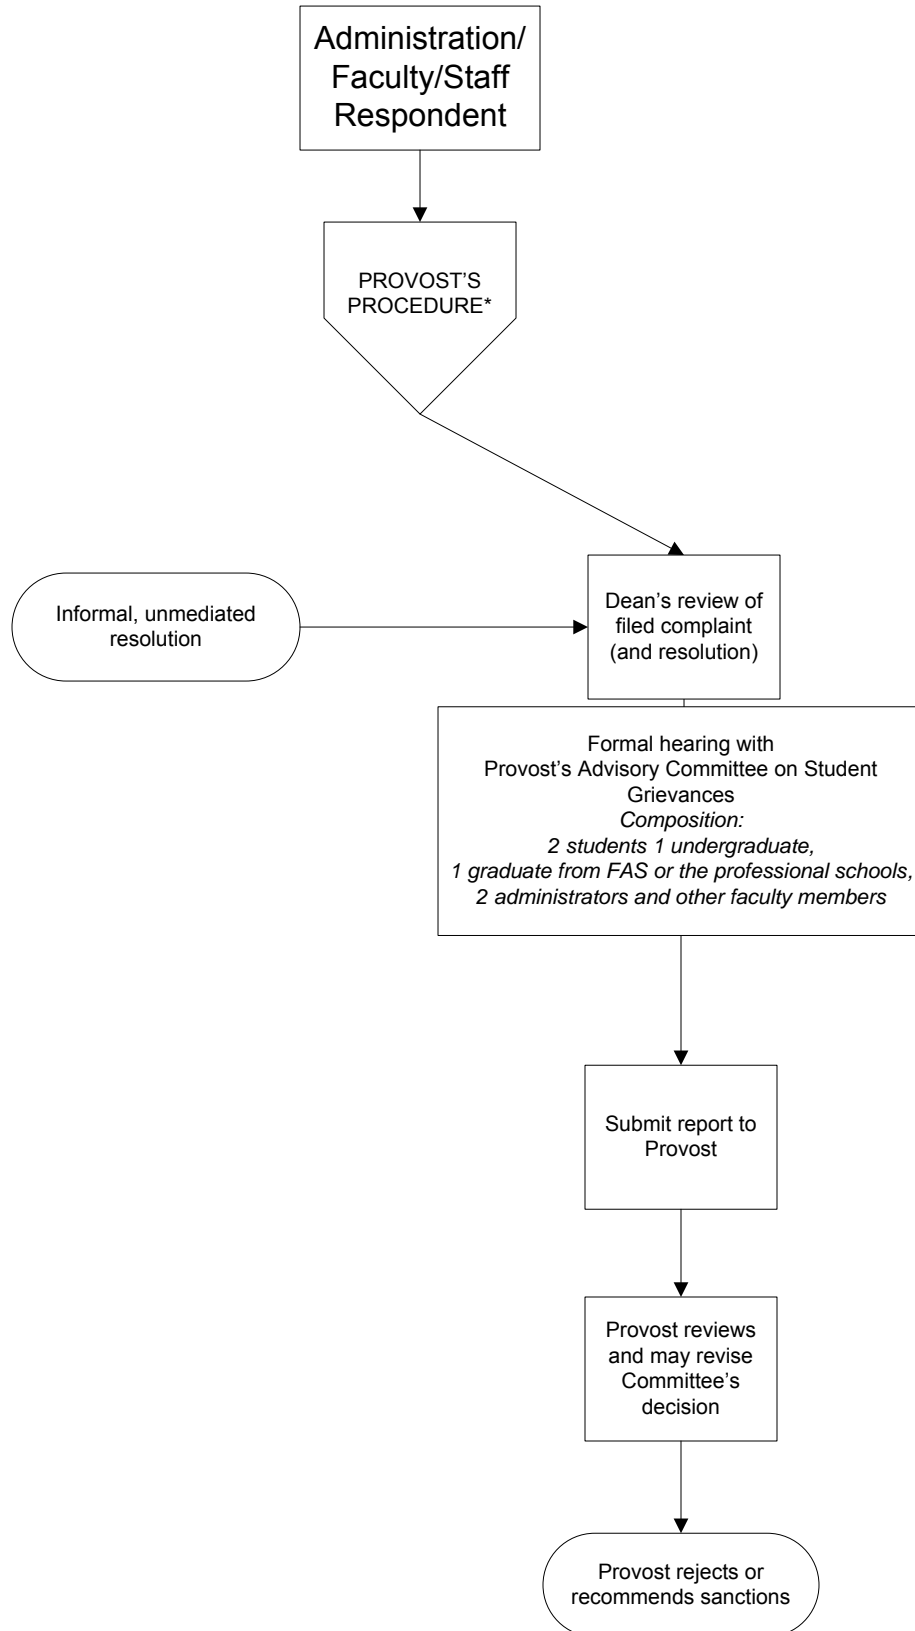 Administration/
Faculty/Staff
Respondent
PROVOST’S
PROCEDURE*
Informal, unmediated
resolution
Dean’s review of
filed complaint
(and resolution)
Formal hearing with
Provost’s Advisory Committee on Student
Grievances
Composition:
2 students 1 undergraduate,
1 graduate from FAS or the professional schools,
2 administrators and other faculty members
Submit report to
Provost
Provost reviews
and may revise
Committee’s
decision
Provost rejects or
recommends sanctions